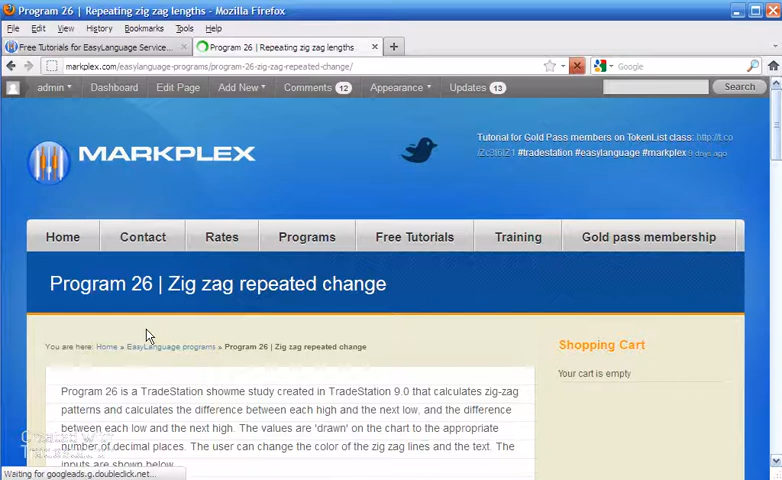 Program 26 | Repeating zig zag lengths - Mozilla Firefox
File Edit View History Bookmarks Tools Help
Free Tutorials for EasyLanguage Service...
Program 26 | Repeating zig zag lengths
markplex.com/easylanguage-programs/program-26-zig-zag-repeated-change/
Google
admin Dashboard Edit Page Add New Comments 12 Appearance Updates 13 Search
MARKPLEX
Tutorial for Gold Pass members on TokenList class: http://t.co
#tradestation #easylanguage #markplex 9 days ago
Home Contact Rates Programs Free Tutorials Training Gold pass membership
Program 26 | Zig zag repeated change
You are here: Home » EasyLanguage programs » Program 26 | Zig zag repeated change
Shopping Cart
Your cart is empty
Program 26 is a TradeStation showme study created in TradeStation 9.0 that calculates zig-zag
patterns and calculates the difference between each high and the next low, and the difference
between each low and the next high. The values are 'drawn' on the chart to the appropriate
number of decimal places. The user can change the color of the zig zag lines and the text. The
inputs are shown below
Waiting for googleads.g.doubleclick.net...